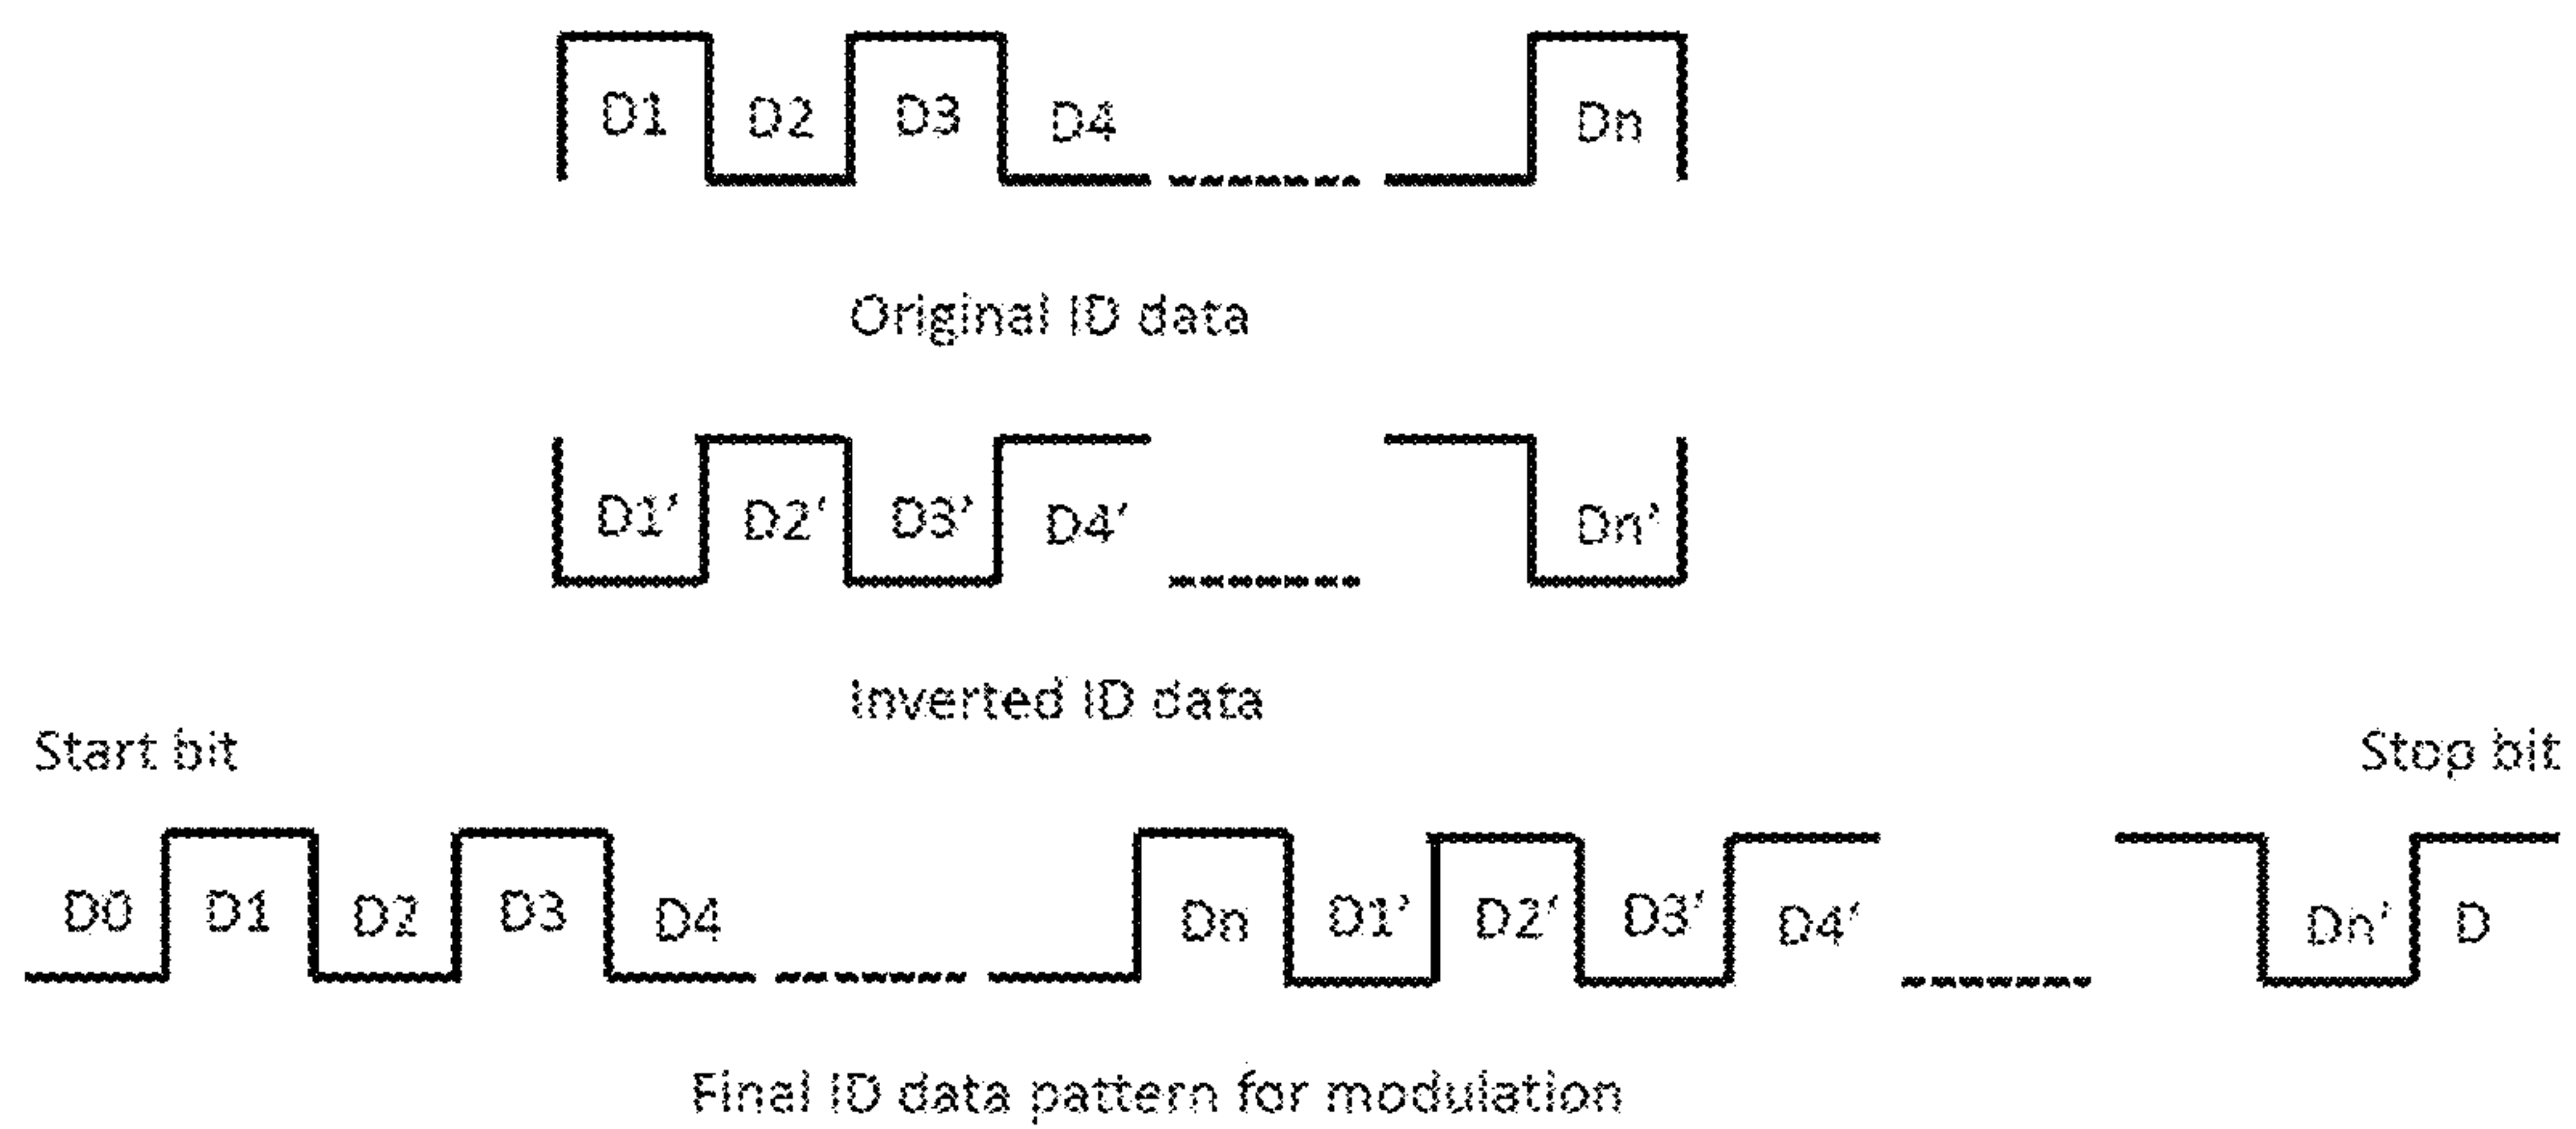 D1 D2 D3 D4 Dn
Original ID data
D1' D2' D3' D4' Dn'
Inverted ID data
Start bit Stop bit
D0 D1 D2 D3 D4 Dn D1' D2' D3' D4' Dn' D
Final ID data pattern for modulation